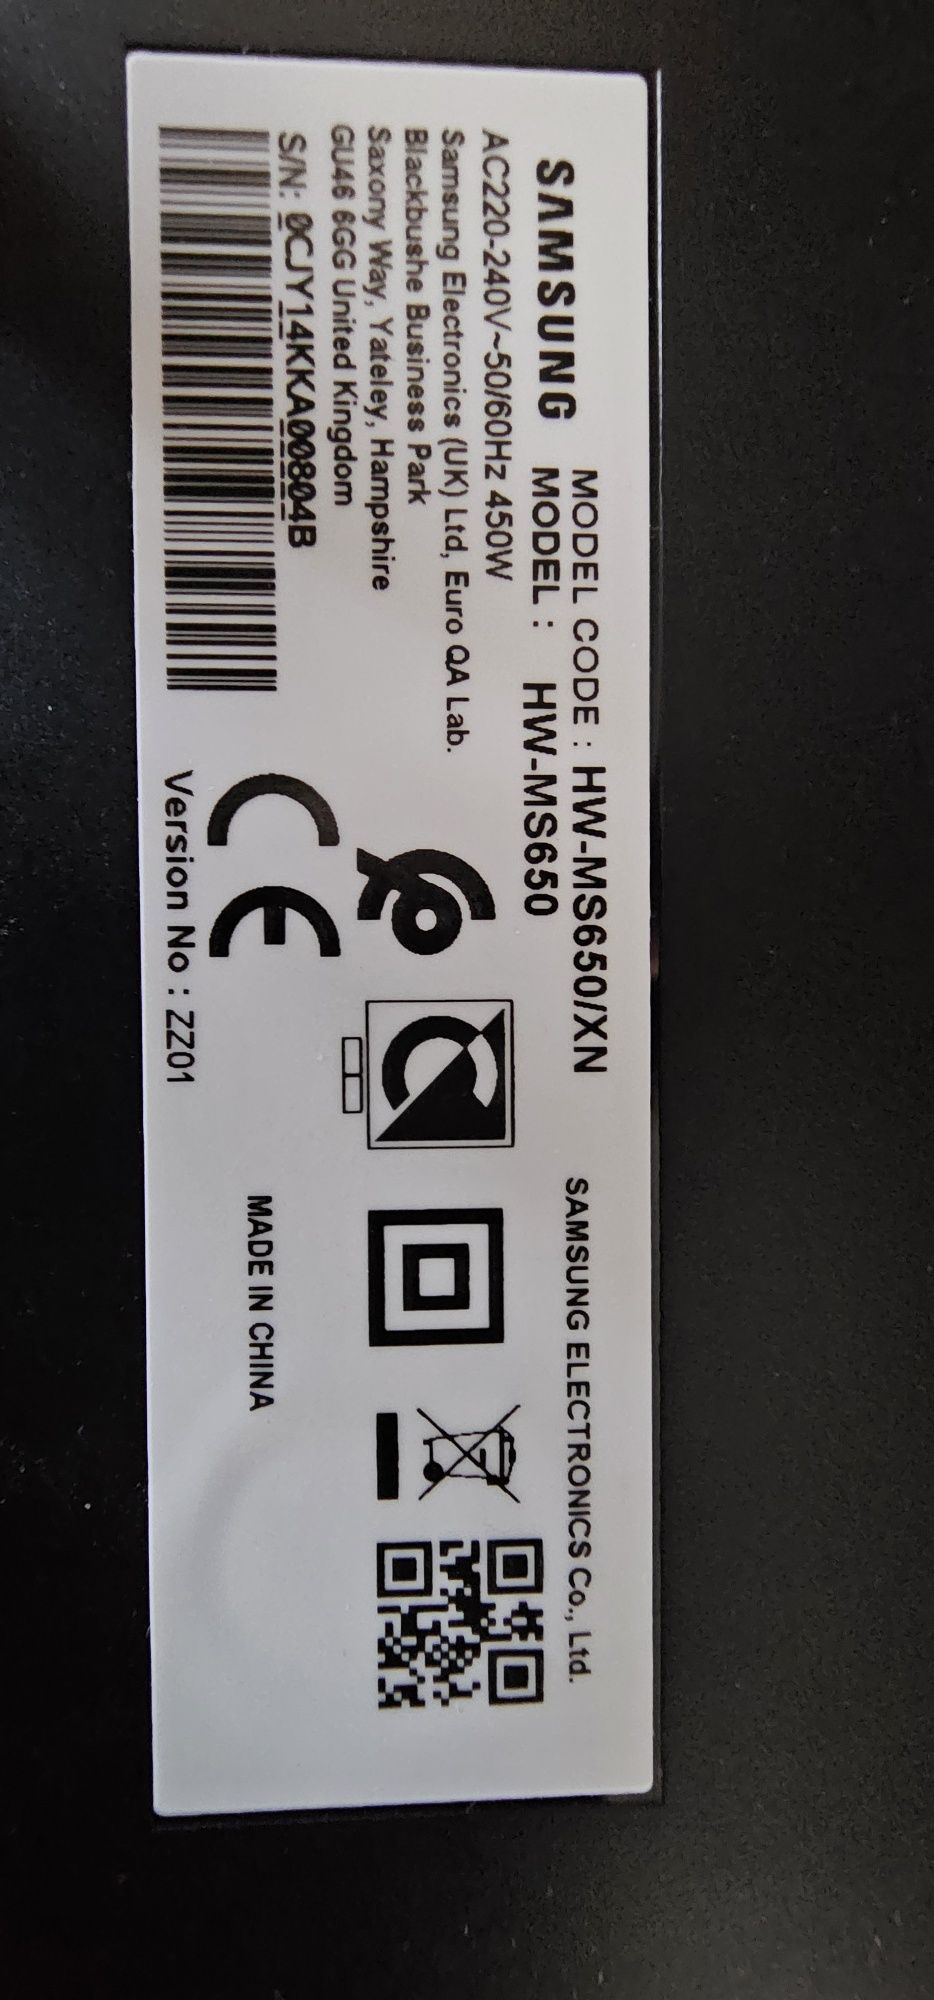 SAMSUNG
MODEL CODE : HW-MS650/XN
MODEL : HW-MS650
SAMSUNG ELECTRONICS Co., Ltd.
AC220-240V~50/60Hz 450W
Samsung Electronics (UK) Ltd, Euro QA Lab.
Blackbushe Business Park
Saxony Way, Yateley, Hampshire
GU46 6GG United Kingdom
S/N: 0CJY14KKA00804B
CE
Version No : ZZ01
MADE IN CHINA